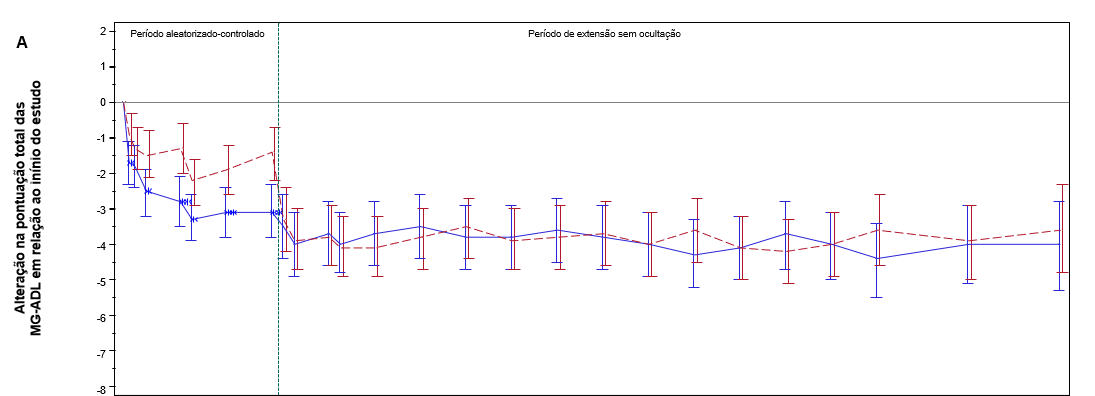 A
Período aleatorizado-controlado
Período de extensão sem ocultação
Alteração na pontuação total das
MG-ADL em relação ao inínio do estudo
2
1
0
-1
-2
-3
-4
-5
-6
-7
-8